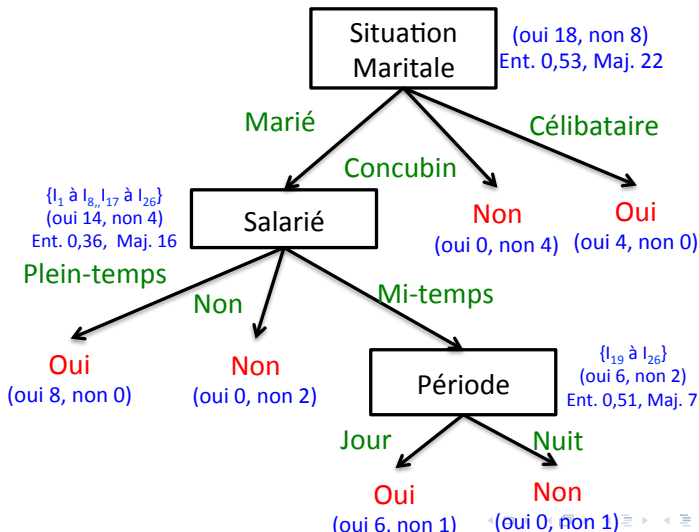 Situation
Maritale
(oui 18, non 8)
Ent. 0,53, Maj. 22
Marié
Concubin
Célibataire
{I1 à I8,,I17 à I26}
(oui 14, non 4)
Ent. 0,36, Maj. 16
Salarié
Non
(oui 0, non 4)
Oui
(oui 4, non 0)
Plein-temps
Non
Mi-temps
Oui
(oui 8, non 0)
Non
(oui 0, non 2)
Période
{I19 à I26}
(oui 6, non 2)
Ent. 0,51, Maj. 7
Jour
Nuit
Oui
(oui 6, non 1)
Non
(oui 0, non 1)